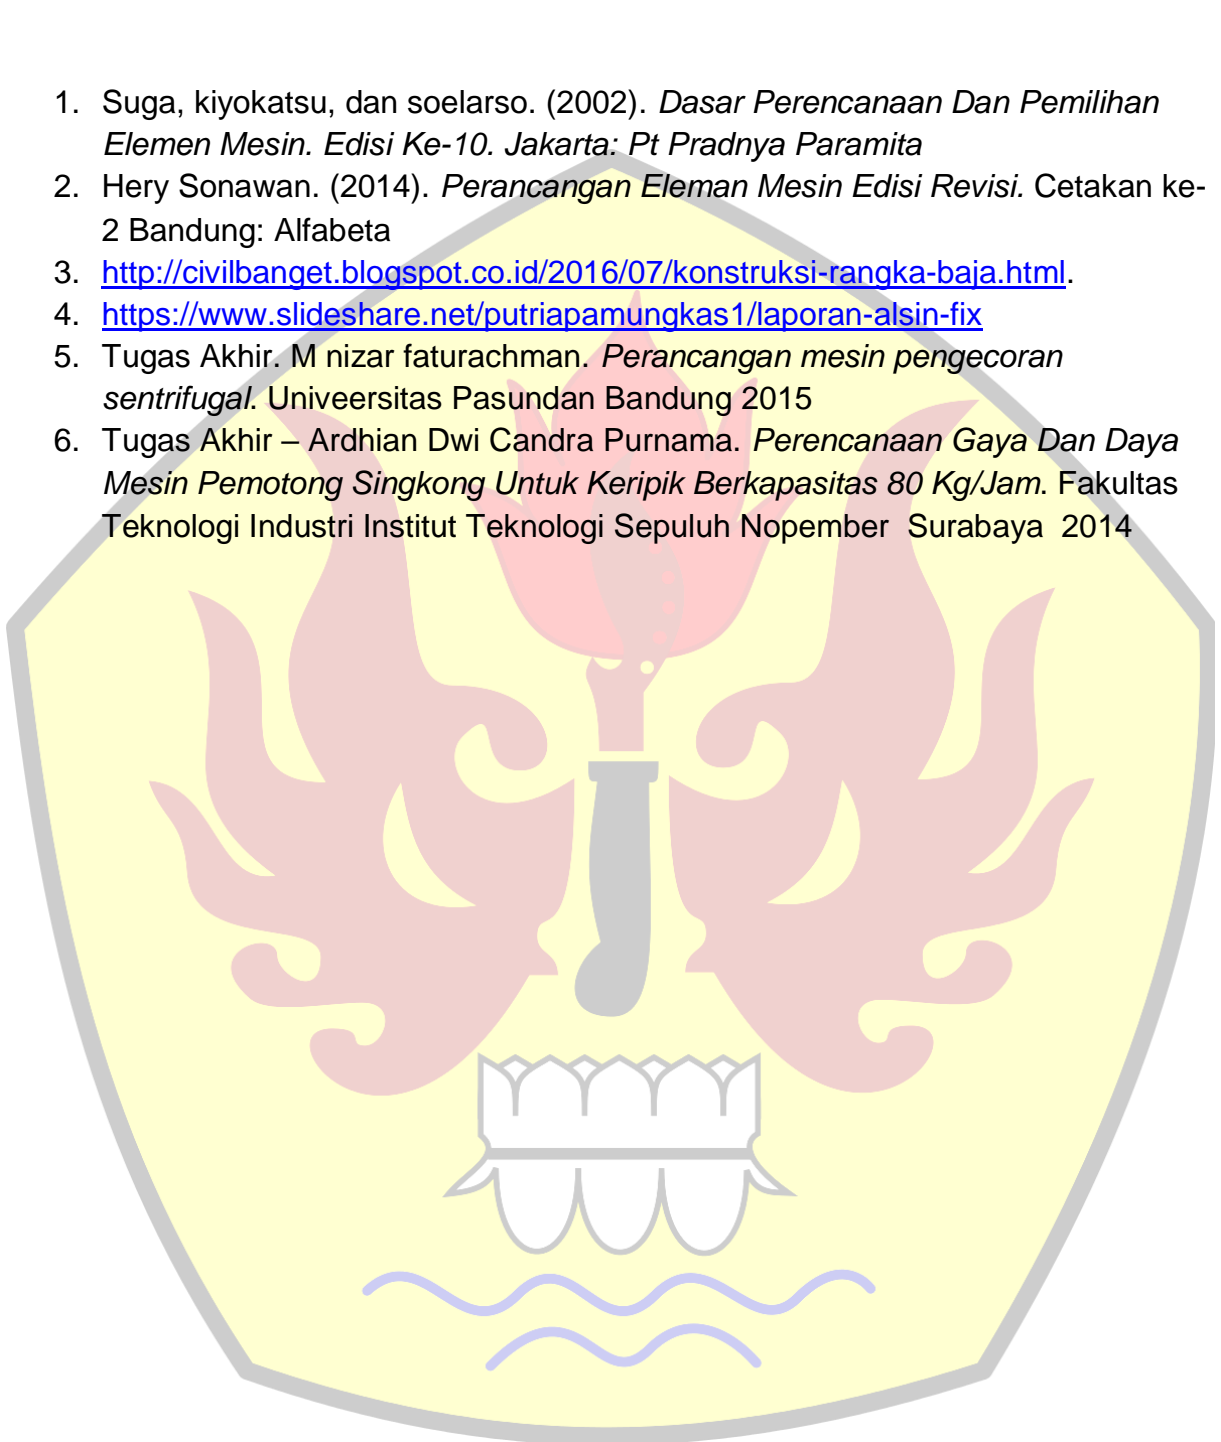 1. Suga, kiyokatsu, dan soelarso. (2002). Dasar Perencanaan Dan Pemilihan
Elemen Mesin. Edisi Ke-10. Jakarta: Pt Pradnya Paramita
2. Hery Sonawan. (2014). Perancangan Eleman Mesin Edisi Revisi. Cetakan ke-
2 Bandung: Alfabeta
3. http://civilbanget.blogspot.co.id/2016/07/konstruksi-rangka-baja.html.
4. https://www.slideshare.net/putriapamungkas1/laporan-alsin-fix
5. Tugas Akhir. M nizar faturachman. Perancangan mesin pengecoran
sentrifugal. Univeersitas Pasundan Bandung 2015
6. Tugas Akhir – Ardhian Dwi Candra Purnama. Perencanaan Gaya Dan Daya
Mesin Pemotong Singkong Untuk Keripik Berkapasitas 80 Kg/Jam. Fakultas
Teknologi Industri Institut Teknologi Sepuluh Nopember  Surabaya  2014